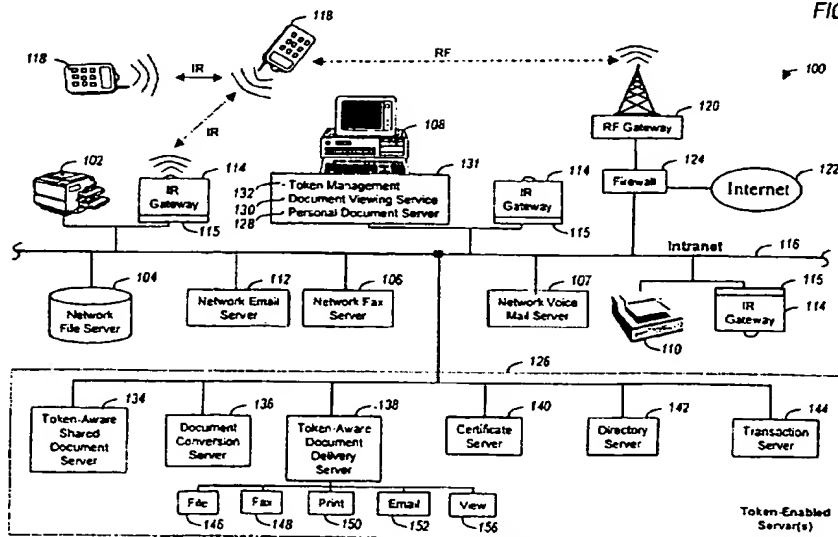 FIG
118
118
IR
RF
100
IR
120
RF Gateway
102
114
IR
Gateway
115
108
131
132
Token Management
130
Document Viewing Service
128
Personal Document Server
114
IR
Gateway
115
124
Firewall
122
Internet
Intranet
116
104
Network
File Server
112
Network Email
Server
106
Network Fax
Server
107
Network Voice
Mail Server
110
115
IR
Gateway
114
126
134
Token-Aware
Shared
Document
Server
136
Document
Conversion
Server
138
Token-Aware
Document
Delivery
Server
140
Certificate
Server
142
Directory
Server
144
Transaction
Server
File
146
Fax
148
Print
150
Email
152
View
156
Token-Enabled
Server(s)